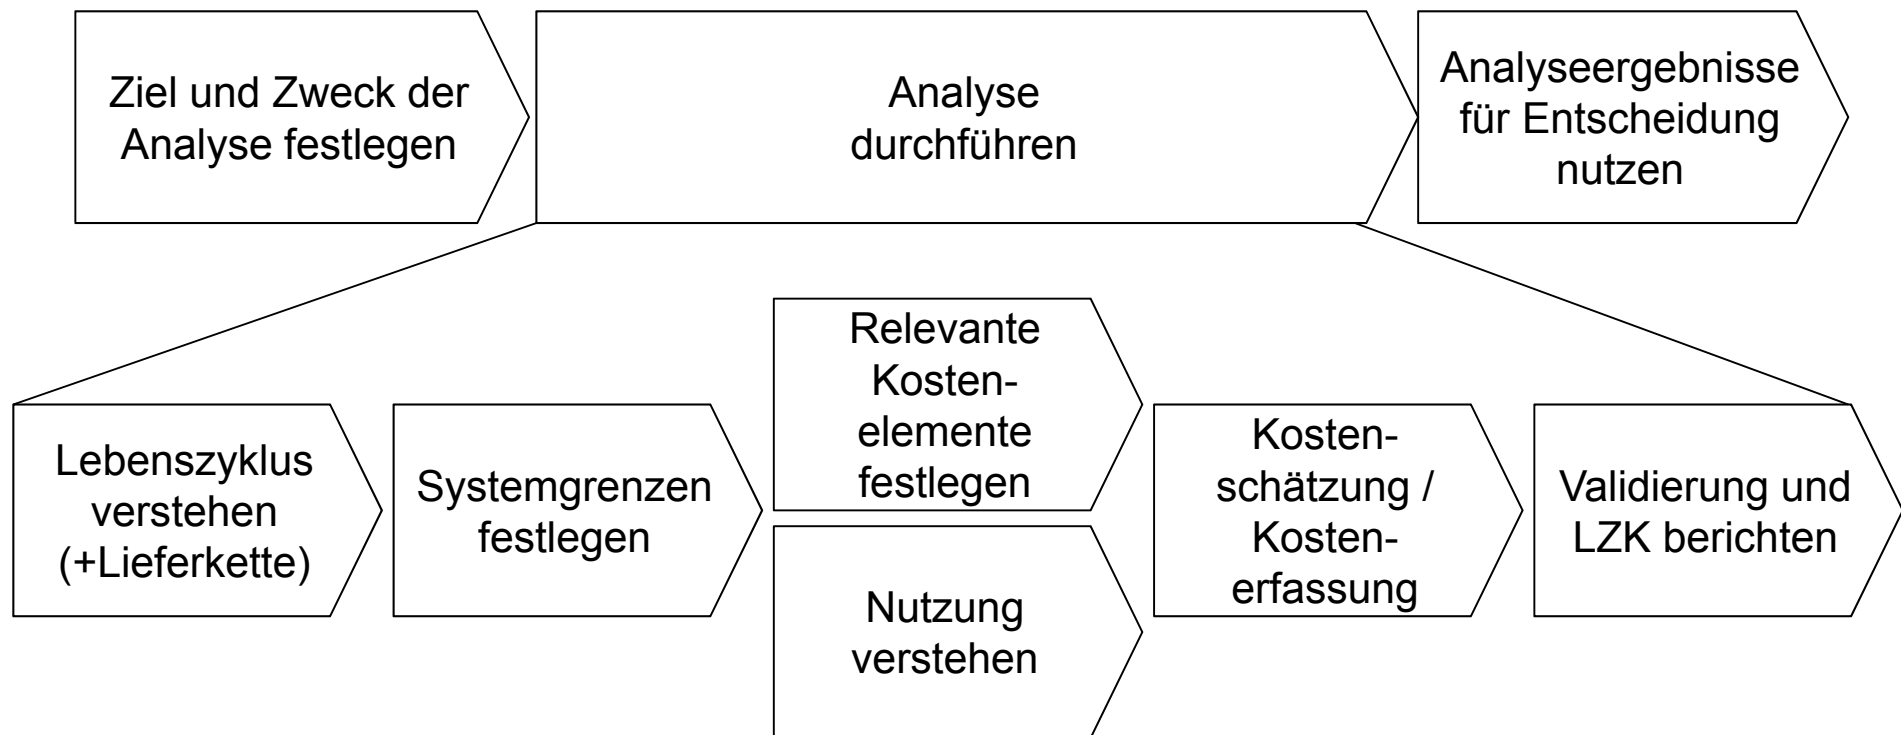 Ziel und Zweck der
Analyse festlegen
Analyse
durchführen
Analyseergebnisse
für Entscheidung
nutzen
Lebenszyklus
verstehen
(+Lieferkette)
Systemgrenzen
festlegen
Relevante
Kosten-
elemente
festlegen
Nutzung
verstehen
Kosten-
schätzung /
Kosten-
erfassung
Validierung und
LZK berichten